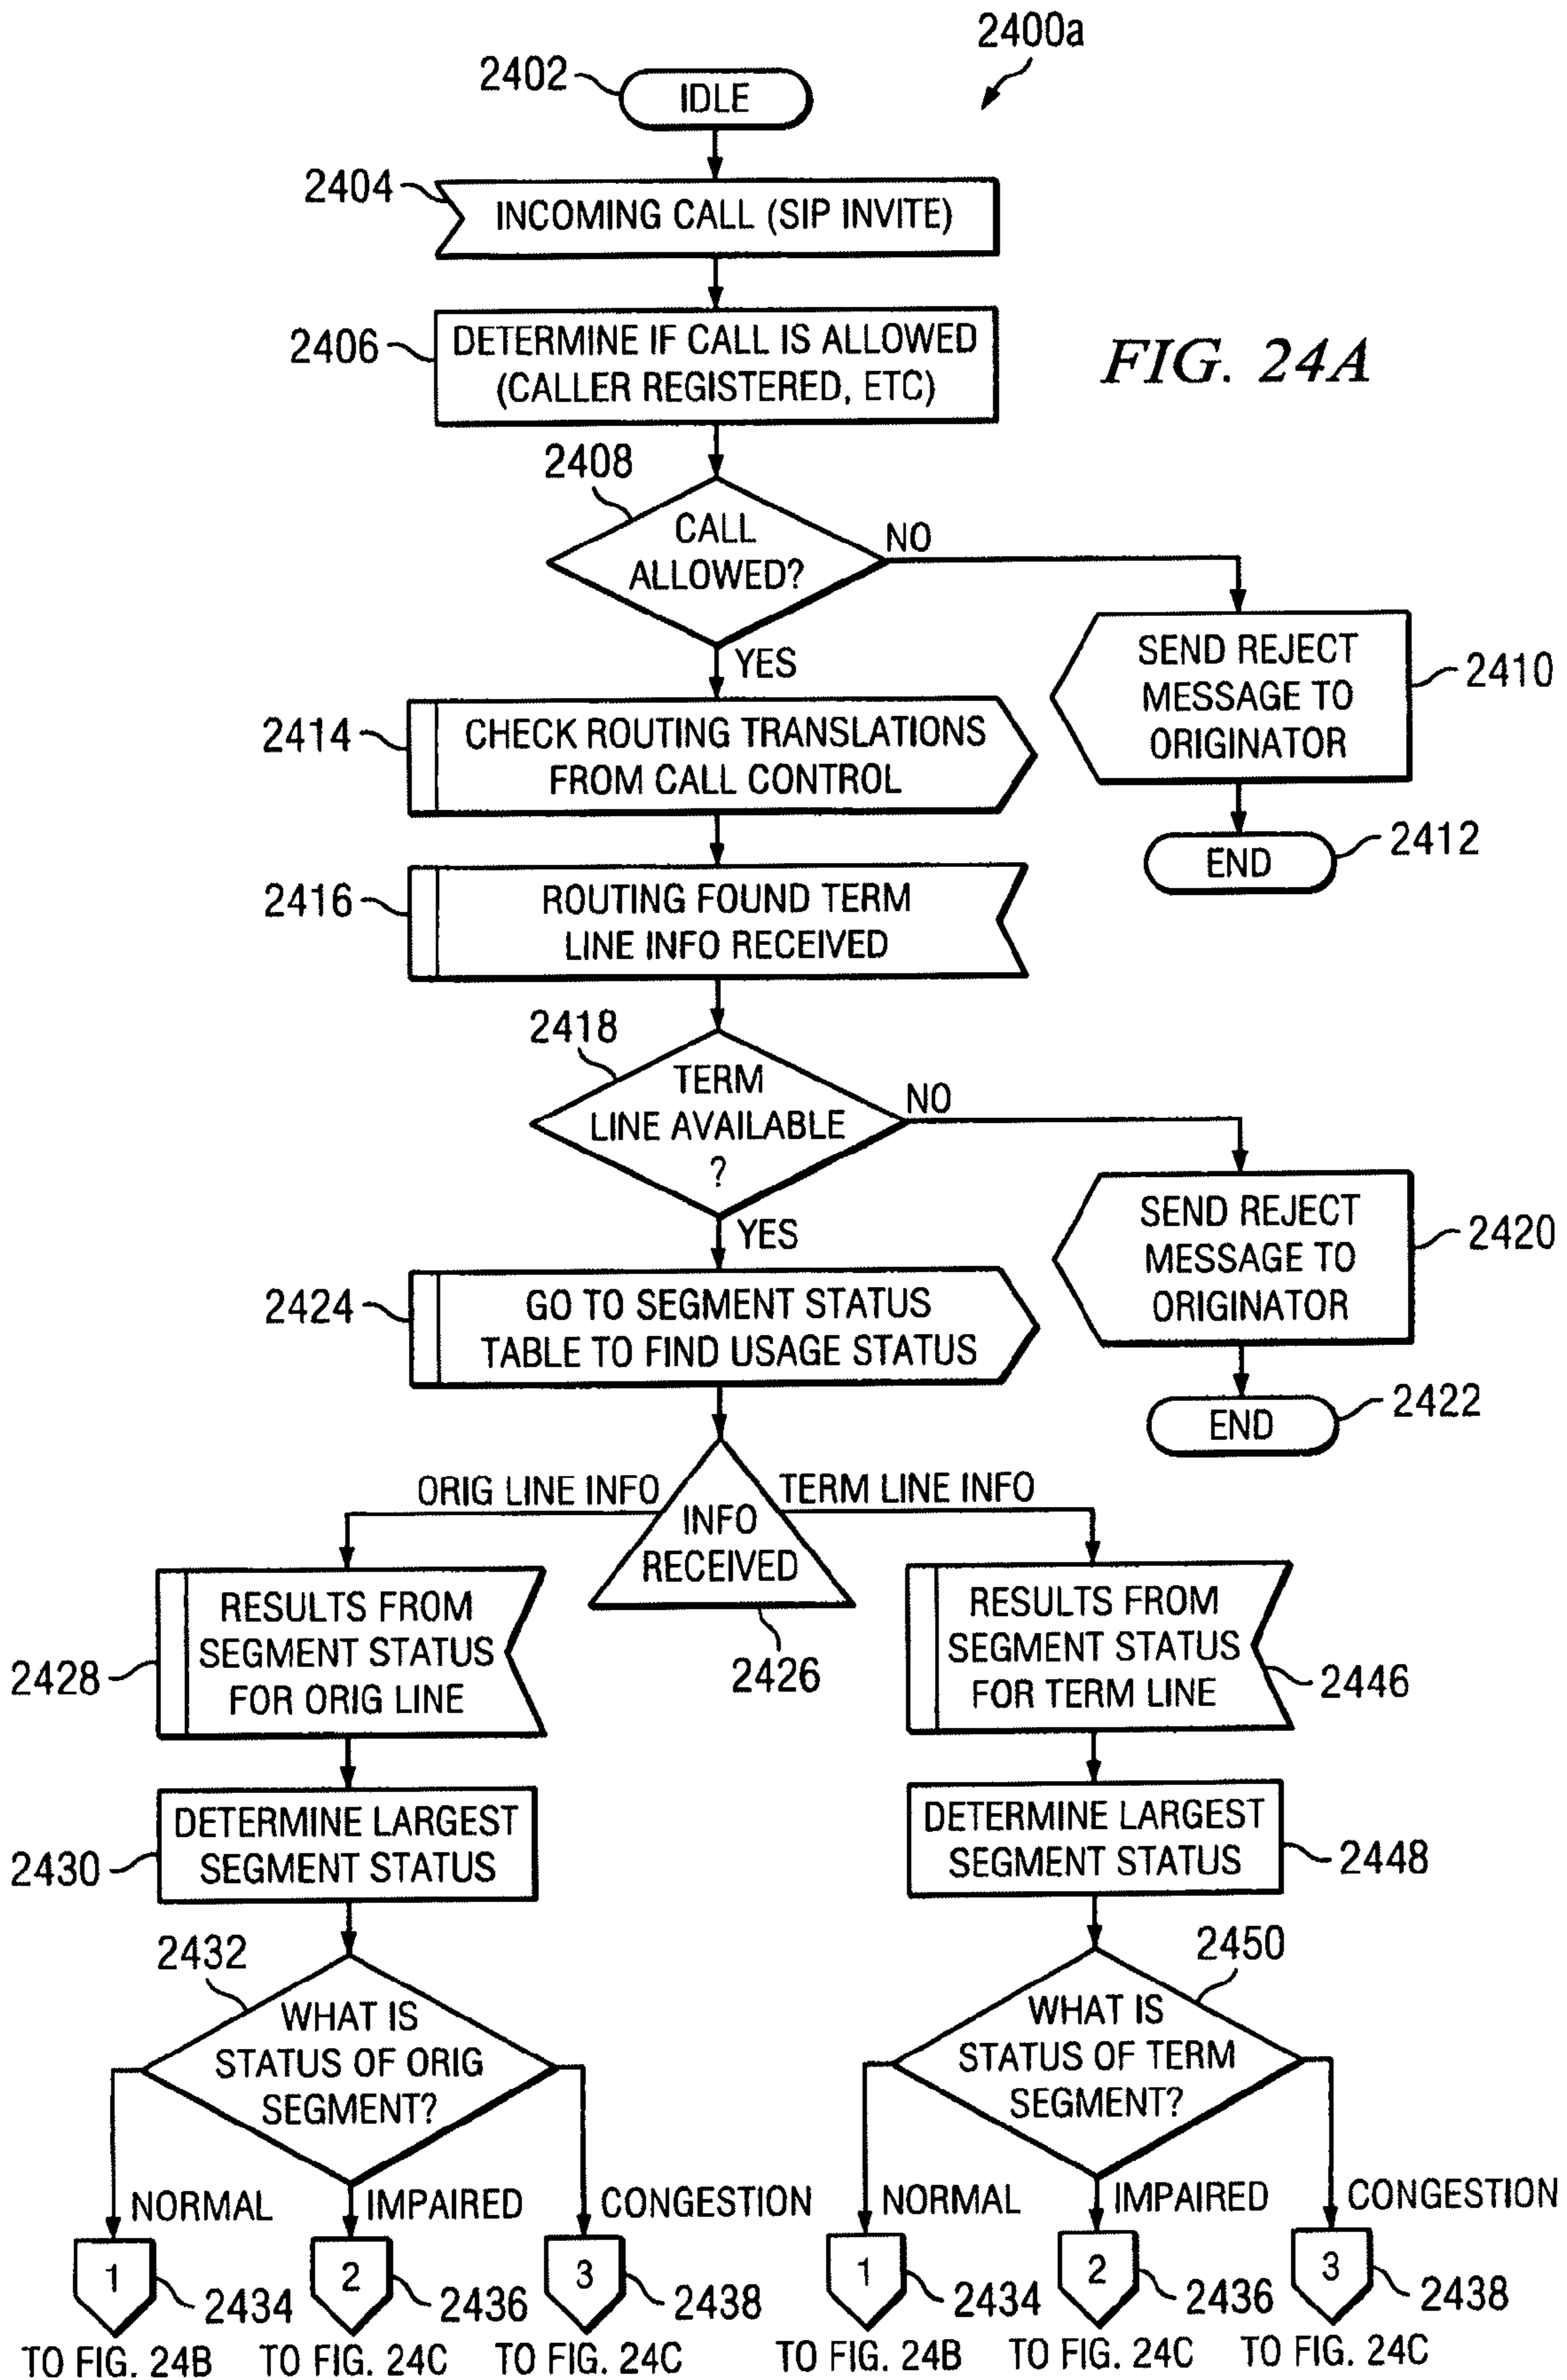 2400a
2402
IDLE
2404
INCOMING CALL (SIP INVITE)
2406
DETERMINE IF CALL IS ALLOWED
(CALLER REGISTERED, ETC)
FIG. 24A
2408
CALL
ALLOWED?
NO
YES
SEND REJECT
MESSAGE TO
ORIGINATOR
2410
2414
CHECK ROUTING TRANSLATIONS
FROM CALL CONTROL
END
2412
2416
ROUTING FOUND TERM
LINE INFO RECEIVED
2418
TERM
LINE AVAILABLE
?
NO
YES
SEND REJECT
MESSAGE TO
ORIGINATOR
2420
2424
GO TO SEGMENT STATUS
TABLE TO FIND USAGE STATUS
END
2422
ORIG LINE INFO
TERM LINE INFO
INFO
RECEIVED
2426
RESULTS FROM
SEGMENT STATUS
FOR ORIG LINE
2428
RESULTS FROM
SEGMENT STATUS
FOR TERM LINE
2446
DETERMINE LARGEST
SEGMENT STATUS
2430
DETERMINE LARGEST
SEGMENT STATUS
2448
2432
WHAT IS
STATUS OF ORIG
SEGMENT?
2450
WHAT IS
STATUS OF TERM
SEGMENT?
NORMAL
IMPAIRED
CONGESTION
NORMAL
IMPAIRED
CONGESTION
1
2434
2
2436
3
2438
1
2434
2
2436
3
2438
TO FIG. 24B
TO FIG. 24C
TO FIG. 24C
TO FIG. 24B
TO FIG. 24C
TO FIG. 24C